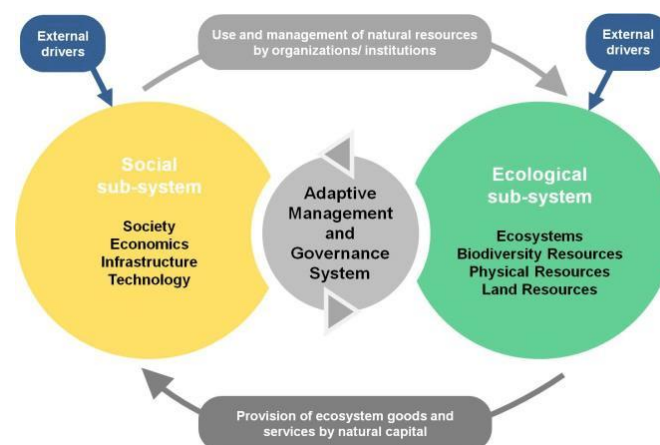 External
drivers
Use and management of natural resources
by organizations/ institutions
External
drivers
Social
sub-system
Society
Economics
Infrastructure
Technology
Adaptive
Management
and
Governance
System
Ecological
sub-system
Ecosystems
Biodiversity Resources
Physical Resources
Land Resources
Provision of ecosystem goods and
services by natural capital